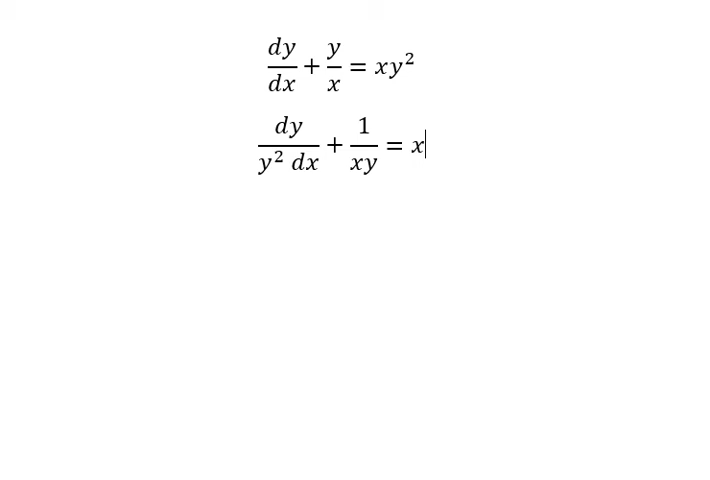 dy/dx + y/x = xy²
dy/(y² dx) + 1/(xy) = x